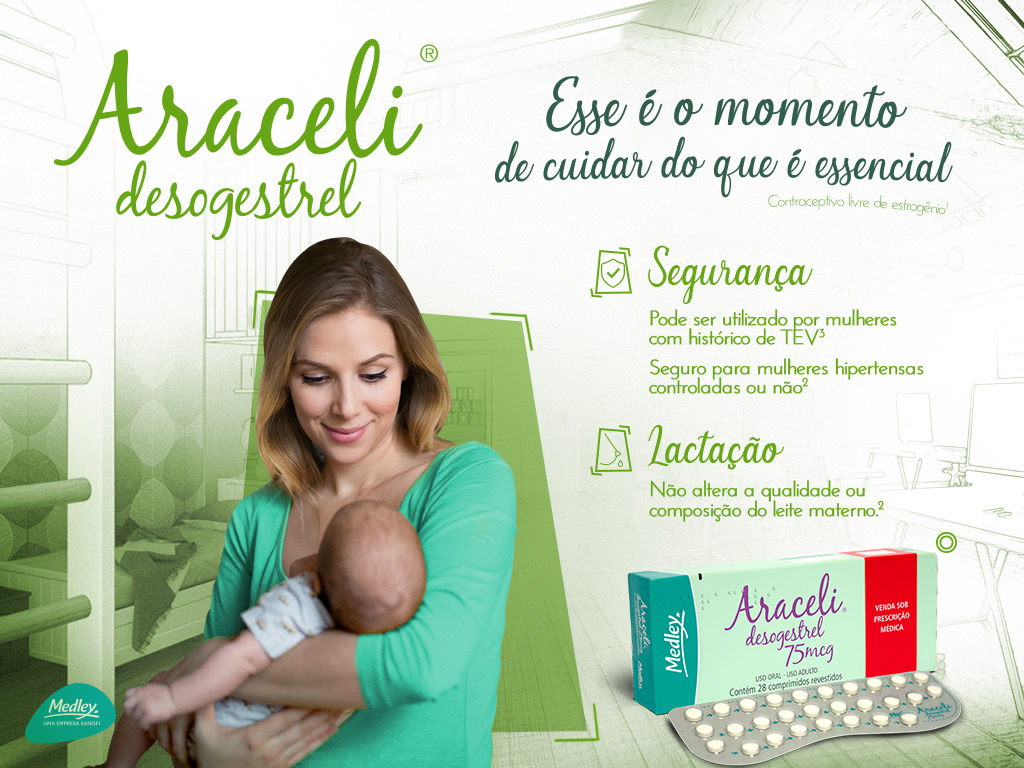 Araceli®
desogestrel
Esse é o momento
de cuidar do que é essencial
Contraceptivo livre de estrogênio¹
Segurança
Pode ser utilizado por mulheres
com histórico de TEV³
Seguro para mulheres hipertensas
controladas ou não²
Lactação
Não altera a qualidade ou
composição do leite materno.²
Medley
Araceli
Araceli®
desogestrel
75mcg
USO ORAL - USO ADULTO
Contém 28 comprimidos revestidos
VENDA SOB
PRESCRIÇÃO
MÉDICA
Araceli
Medley
UMA EMPRESA SANOFI